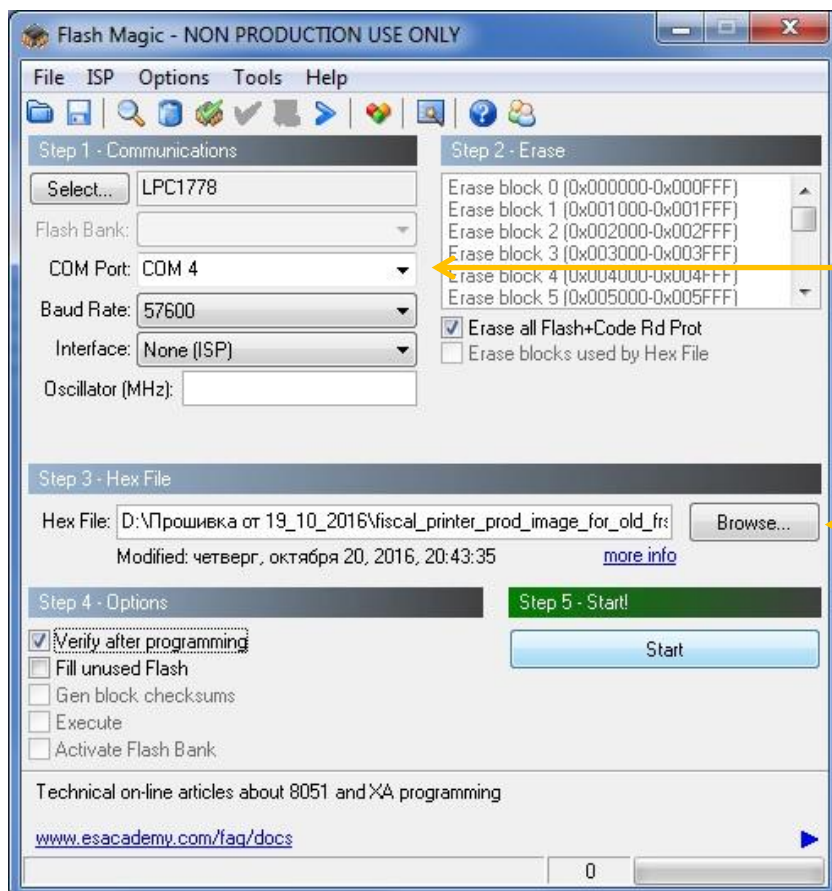 Flash Magic - NON PRODUCTION USE ONLY
File ISP Options Tools Help
Step 1 - Communications
Select... LPC1778
Flash Bank:
COM Port: COM 4
Baud Rate: 57600
Interface: None (ISP)
Oscillator (MHz):
Step 2 - Erase
Erase block 0 (0x000000-0x000FFF)
Erase block 1 (0x001000-0x001FFF)
Erase block 2 (0x002000-0x002FFF)
Erase block 3 (0x003000-0x003FFF)
Erase block 4 (0x004000-0x004FFF)
Erase block 5 (0x005000-0x005FFF)
Erase all Flash+Code Rd Prot
Erase blocks used by Hex File
Step 3 - Hex File
Hex File: D:\Прошивка от 19_10_2016\fiscal_printer_prod_image_for_old_frs Browse...
Modified: четверг, октября 20, 2016, 20:43:35 more info
Step 4 - Options
Verify after programming
Fill unused Flash
Gen block checksums
Execute
Activate Flash Bank
Step 5 - Start!
Start
Technical on-line articles about 8051 and XA programming
www.esacademy.com/faq/docs
0